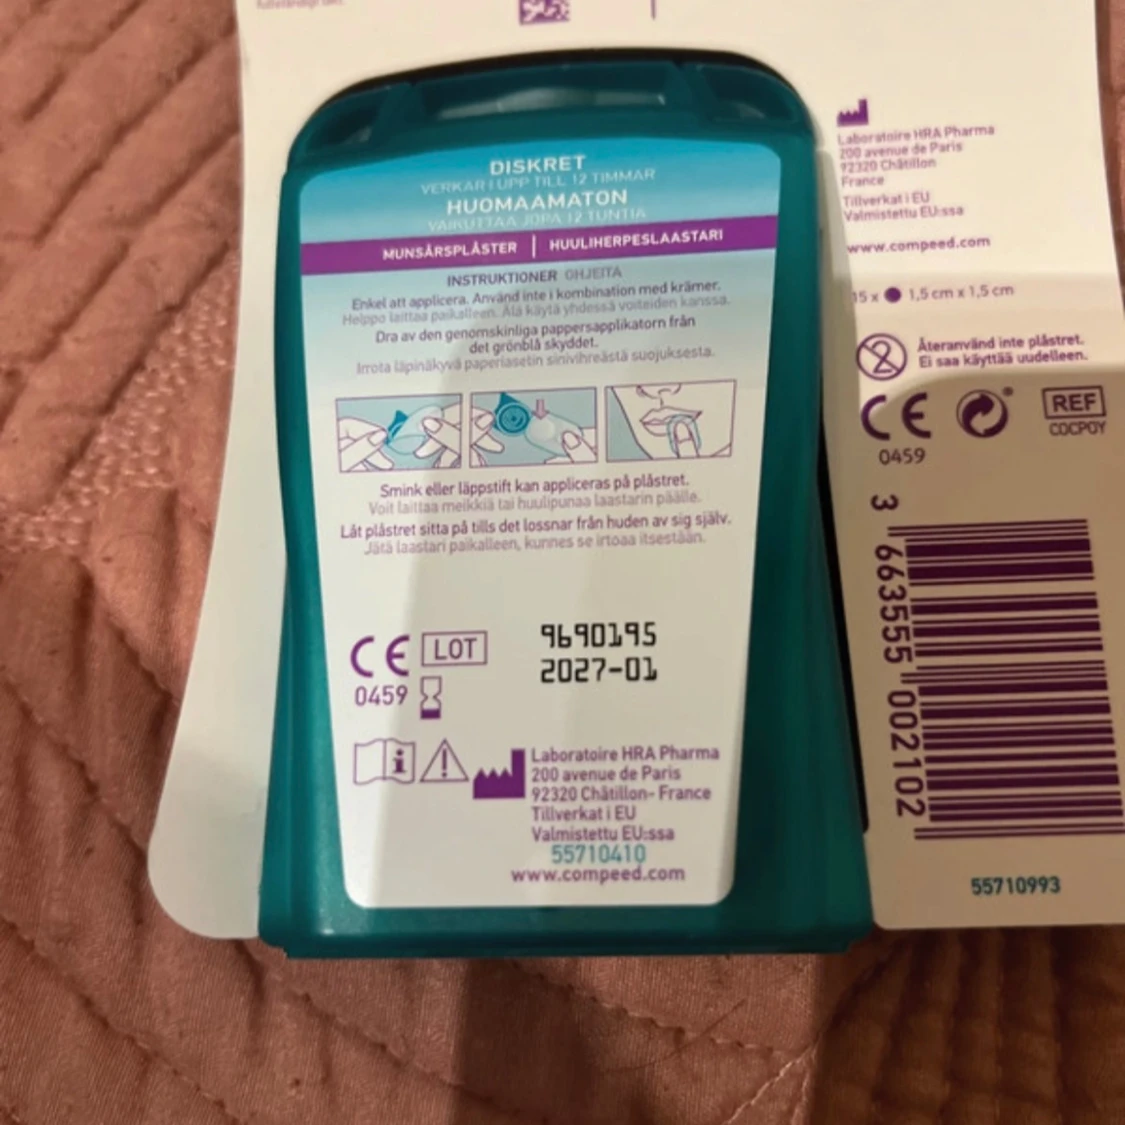 DISKRET
VERKAR I UPP TILL 12 TIMMAR
HUOMAAMATON
VAIKUTTAA JOPA 12 TUNTIA
MUNSÅRSPLÅSTER | HUULIHERPESLAASTARI
INSTRUKTIONER OHJEITA
Enkel att applicera. Använd inte i kombination med krämer.
Helppo laittaa paikalleen. Älä käytä yhdessä voiteiden kanssa.
Dra av den genomskinliga pappersapplikatorn från
det grönblå skyddet.
Irrota läpinäkyvä paperiasetin sinivihreästä suojuksesta.
Smink eller läppstift kan appliceras på plåstret.
Voit laittaa meikkiä tai huulipunaa laastarin päälle.
Låt plåstret sitta på tills det lossnar från huden av sig själv.
Jätä laastari paikalleen, kunnes se irtoaa itsestään.
CE LOT 9690195
0459 2027-01
Laboratoire HRA Pharma
200 avenue de Paris
92320 Châtillon- France
Tillverkat i EU
Valmistettu EU:ssa
55710410
www.compeed.com
Laboratoire HRA Pharma
200 avenue de Paris
92320 Châtillon
France
Tillverkat i EU
Valmistettu EU:ssa
www.compeed.com
15 x 1,5 cm x 1,5 cm
2 Återanvänd inte plåstret.
Ei saa käyttää uudelleen.
CE REF
0459 COCPOY
3 663555 002102
55710993